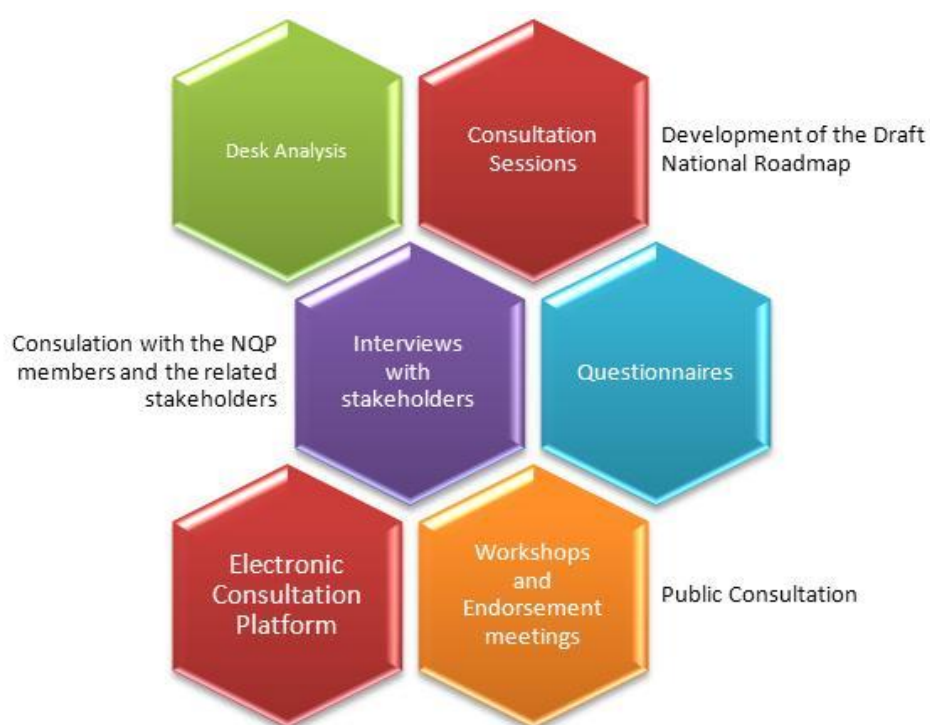 Desk Analysis
Consultation
Sessions
Development of the Draft
National Roadmap
Consulation with the NQP
members and the related
stakeholders
Interviews
with
stakeholders
Questionnaires
Electronic
Consultation
Platform
Workshops
and
Endorsement
meetings
Public Consultation